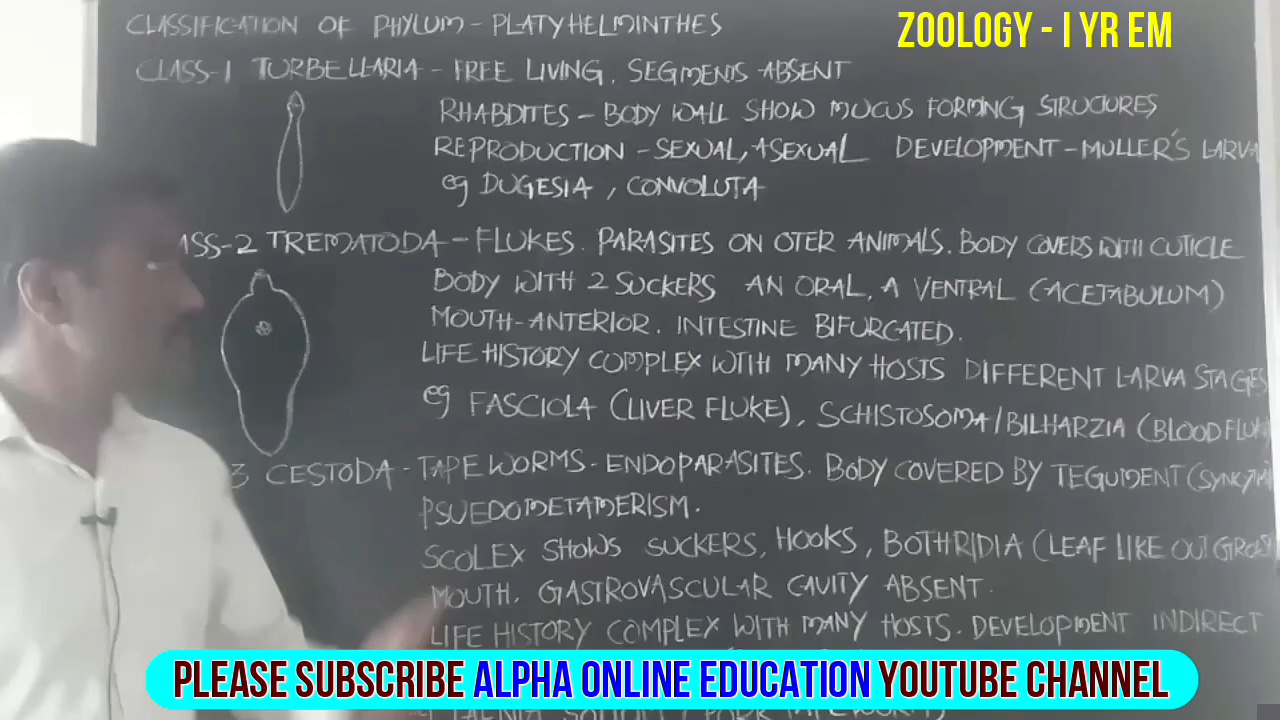 CLASSIFICATION OF PHYLUM - PLATYHELMINTHES
ZOOLOGY - I YR EM
CLASS-1 TURBELLARIA - FREE LIVING, SEGMENTS ABSENT
RHABDITES - BODY WALL SHOW MUCUS FORMING STRUCTURES
REPRODUCTION - SEXUAL, ASEXUAL DEVELOPMENT - MULLER'S LARVA
eg DUGESIA, CONVOLUTA
ASS-2 TREMATODA - FLUKES. PARASITES ON OTER ANIMALS. BODY COVERS WITH CUTICLE
BODY WITH 2 SUCKERS AN ORAL, A VENTRAL (ACETABULUM)
MOUTH-ANTERIOR. INTESTINE BIFURCATED.
LIFE HISTORY COMPLEX WITH MANY HOSTS DIFFERENT LARVA STAGES
eg FASCIOLA (LIVER FLUKE), SCHISTOSOMA/BILHARZIA (BLOOD FLUK
3 CESTODA - TAPE WORMS - ENDOPARASITES. BODY COVERED BY TEGUMENT (SYNCYTI
PSUEDOMETAMERISM.
SCOLEX SHOWS SUCKERS, HOOKS, BOTHRIDIA (LEAF LIKE OUTGROW
MOUTH, GASTROVASCULAR CAVITY ABSENT.
LIFE HISTORY COMPLEX WITH MANY HOSTS. DEVELOPMENT INDIRECT
PLEASE SUBSCRIBE ALPHA ONLINE EDUCATION YOUTUBE CHANNEL